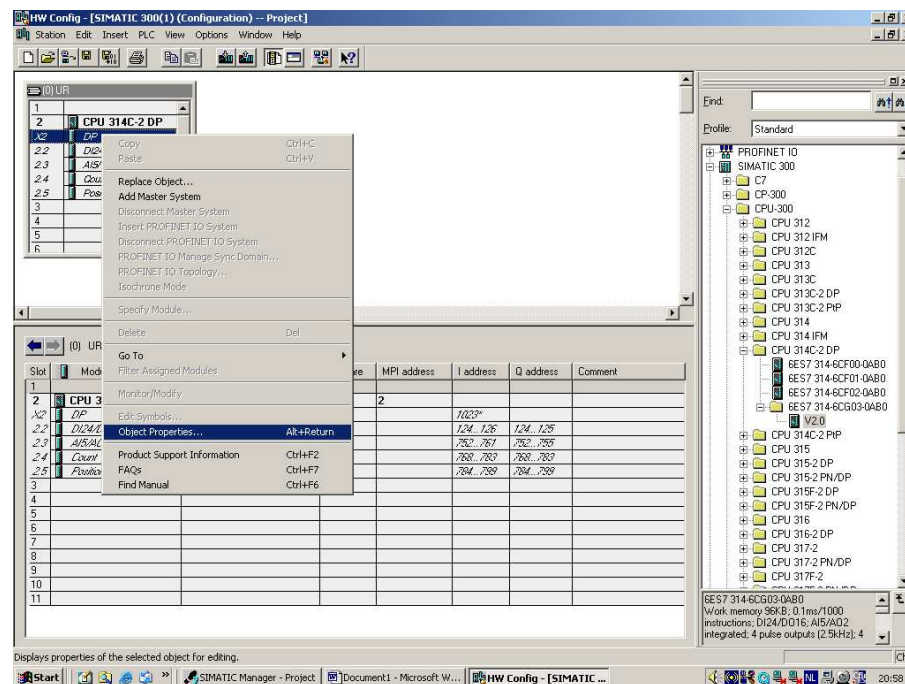 HW Config - [SIMATIC 300(1) (Configuration) -- Project]
Station Edit Insert PLC View Options Window Help
(0) UR
1
2 CPU 314C-2 DP
X2 DP
2.2 DI24
2.3 AI5/
2.4 Cou
2.5 Posi
3
4
5
6
Copy Ctrl+C
Paste Ctrl+V
Replace Object...
Add Master System
Disconnect Master System
Insert PROFINET IO System
Disconnect PROFINET IO System
PROFINET IO Manage Sync Domain...
PROFINET IO Topology...
Isochrone Mode
Specify Module...
Delete Del
Go To
Filter Assigned Modules
Monitor/Modify
Edit Symbols...
Object Properties... Alt+Return
Product Support Information Ctrl+F2
FAQs Ctrl+F7
Find Manual Ctrl+F6
(0) UR
Slot Modu re MPI address I address Q address Comment
1
2 CPU 3 2
X2 DP 1023*
2.2 DI24/D 124...126 124...125
2.3 AI5/AO 752...761 752...755
2.4 Count 768...783 768...783
2.5 Position 784...799 784...799
3
4
5
6
7
8
9
10
11
Find:
Profile: Standard
PROFINET IO
SIMATIC 300
C7
CP-300
CPU-300
CPU 312
CPU 312 IFM
CPU 312C
CPU 313
CPU 313C
CPU 313C-2 DP
CPU 313C-2 PtP
CPU 314
CPU 314 IFM
CPU 314C-2 DP
6ES7 314-6CF00-0AB0
6ES7 314-6CF01-0AB0
6ES7 314-6CF02-0AB0
6ES7 314-6CG03-0AB0
V2.0
CPU 314C-2 PtP
CPU 315
CPU 315-2 DP
CPU 315-2 PN/DP
CPU 315F-2 DP
CPU 315F-2 PN/DP
CPU 316
CPU 316-2 DP
CPU 317-2
CPU 317-2 PN/DP
CPU 317F-2
6ES7 314-6CG03-0AB0
Work memory 96KB; 0.1ms/1000
instructions; DI24/DO16; AI5/AO2
integrated; 4 pulse outputs (2.5kHz); 4
Displays properties of the selected object for editing. Ch
Start SIMATIC Manager - Project Document1 - Microsoft W... HW Config - [SIMATIC ... NL 20:58